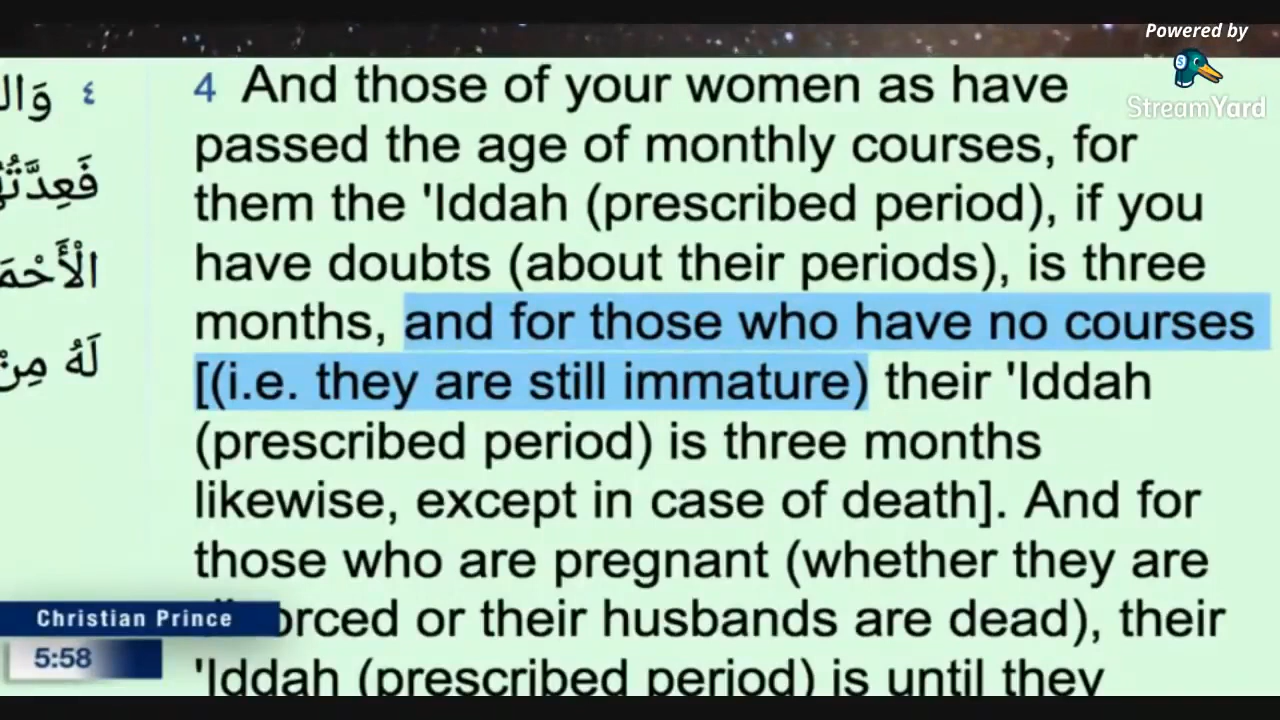 Powered by
StreamYard
٤
4 And those of your women as have
passed the age of monthly courses, for
them the 'Iddah (prescribed period), if you
have doubts (about their periods), is three
months, and for those who have no courses
[(i.e. they are still immature) their 'Iddah
(prescribed period) is three months
likewise, except in case of death]. And for
those who are pregnant (whether they are
or their husbands are dead), their
'Iddah (prescribed period) is until they
لَهُ
Christian Prince
5:58